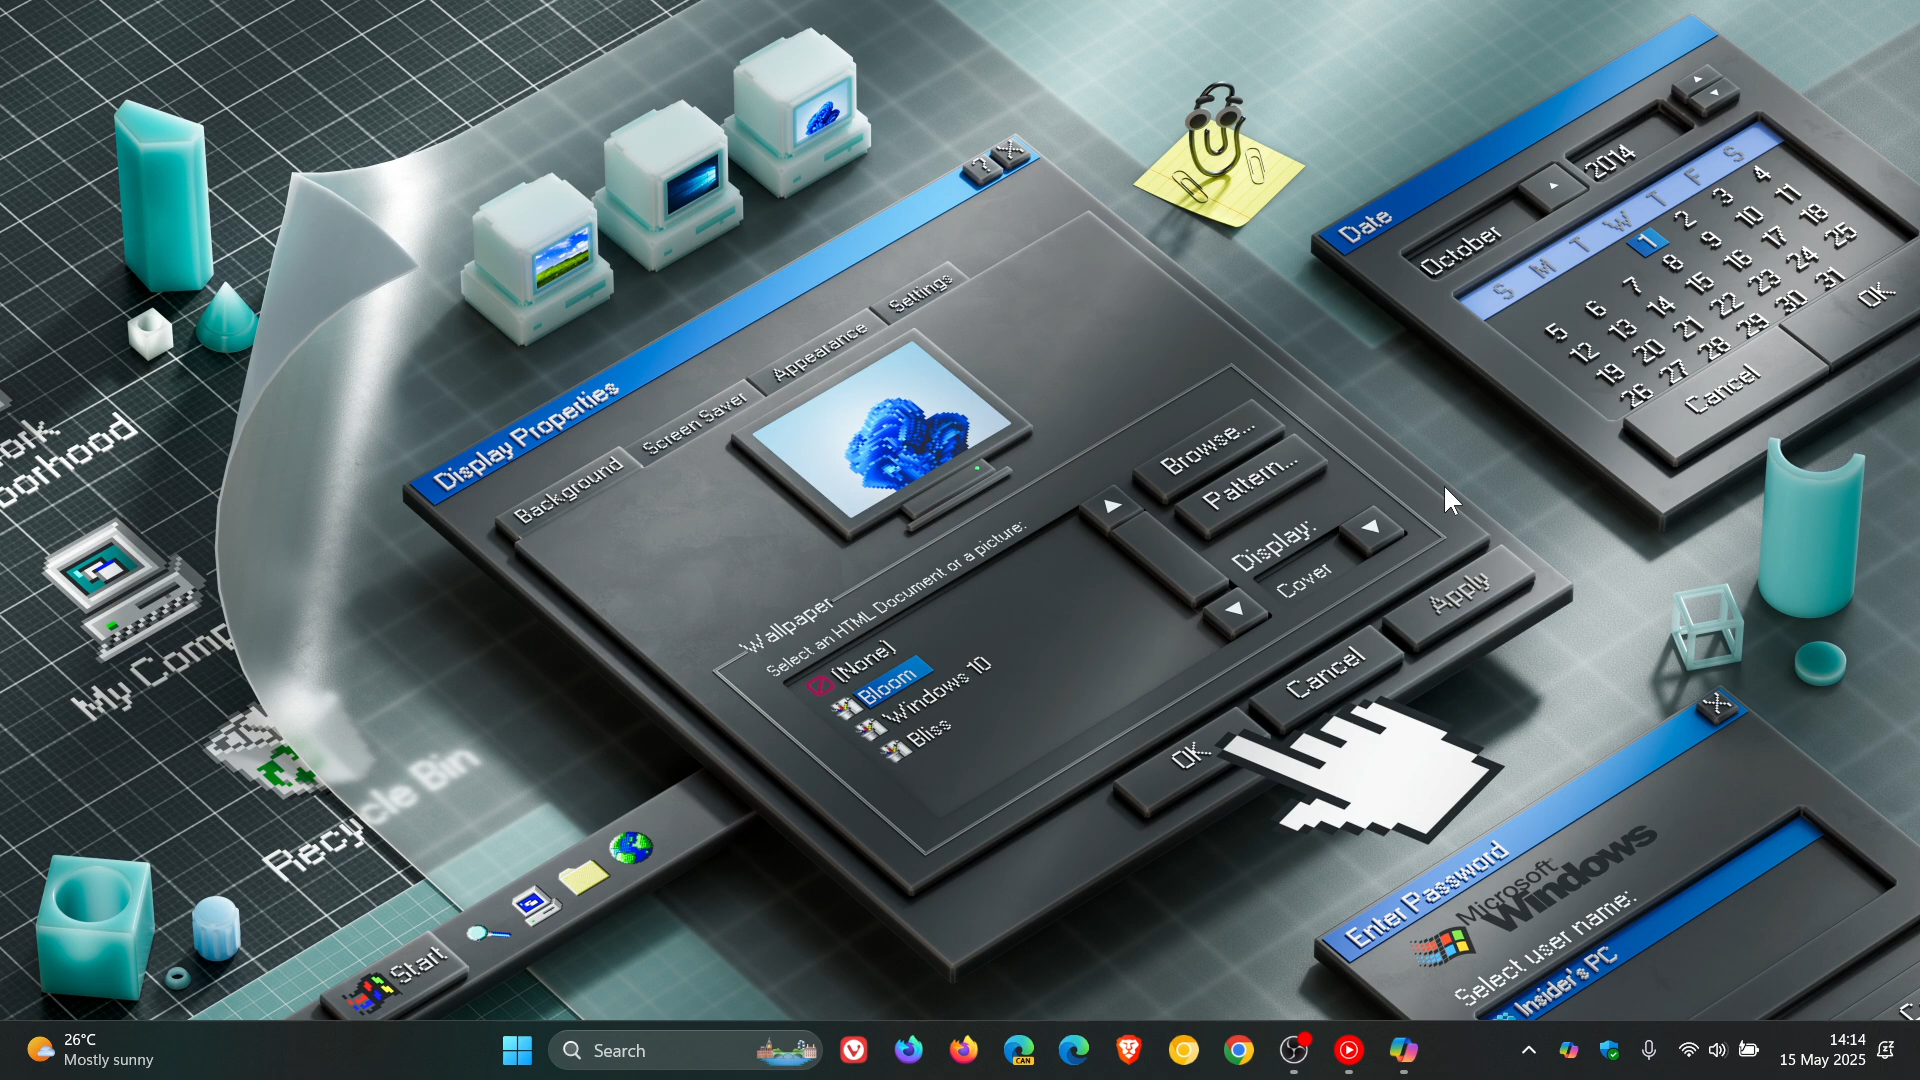 Display Properties
?
Background
Screen Saver
Appearance
Settings
Wallpaper
Select an HTML Document or a picture:
(None)
Bloom
Windows 10
Bliss
Browse...
Pattern...
Display:
Cover
OK
Cancel
Apply
Date
October
2014
S M T W T F S
1 2 3 4
5 6 7 8 9 10 11
12 13 14 15 16 17 18
19 20 21 22 23 24 25
26 27 28 29 30 31
Cancel
OK
My Comp
Recycle Bin
Start
Enter Password
Microsoft
Windows
Select user name:
Insider's PC
26°C
Mostly sunny
Search
CAN
14:14
15 May 2025